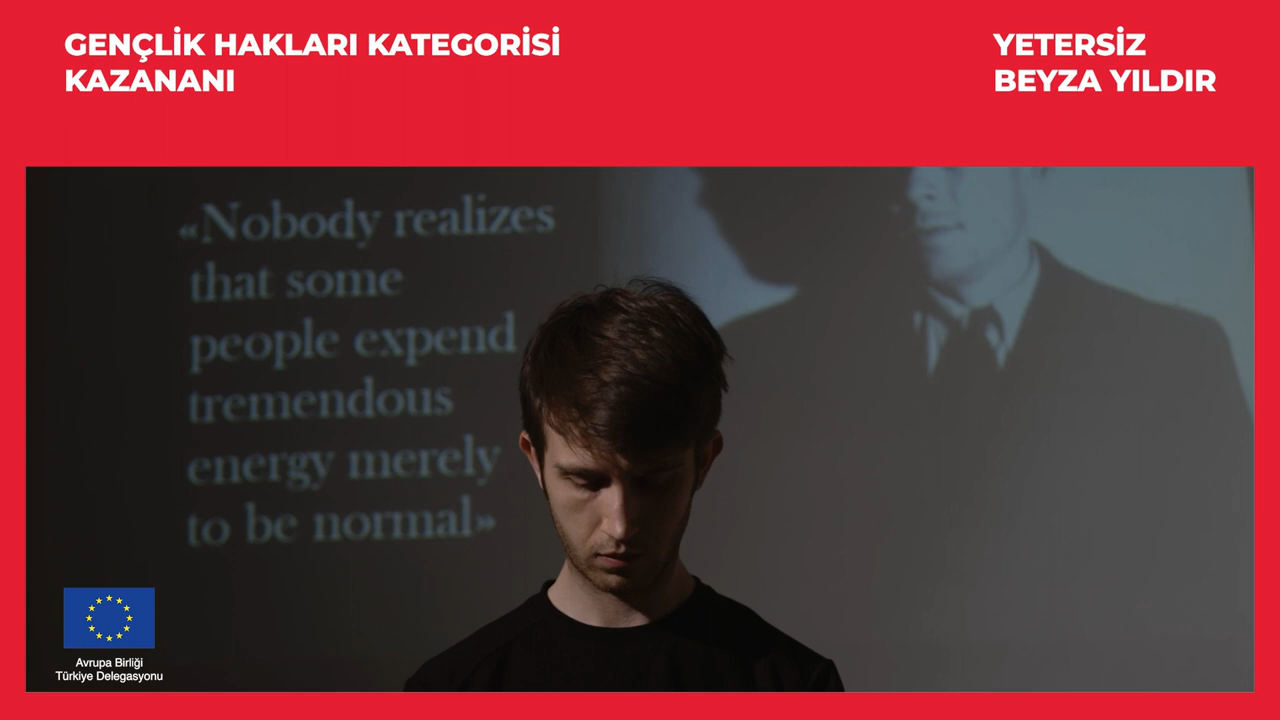 GENÇLİK HAKLARI KATEGORİSİ
KAZANANI
YETERSİZ
BEYZA YILDIR
«Nobody realizes
that some
people expend
tremendous
energy merely
to be normal»
Avrupa Birliği
Türkiye Delegasyonu